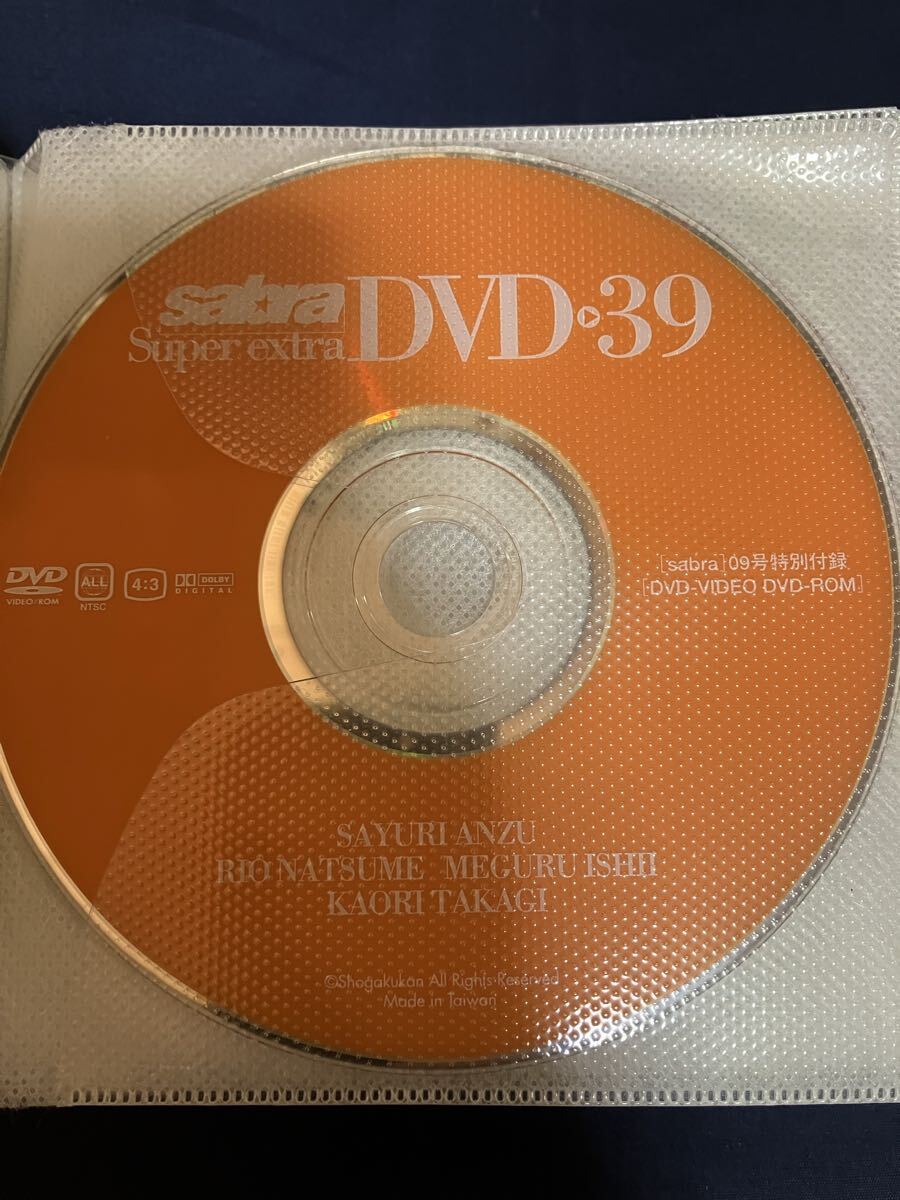 sabra
Super extra DVD 39
[sabra] 09号特別付録
[DVD-VIDEO DVD-ROM]
DVD
VIDEO/ROM
ALL
NTSC
4:3
DOLBY
DIGITAL
SAYURI ANZU
RIO NATSUME MEGURU ISHII
KAORI TAKAGI
©Shogakukan All Rights Reserved
Made in Taiwan